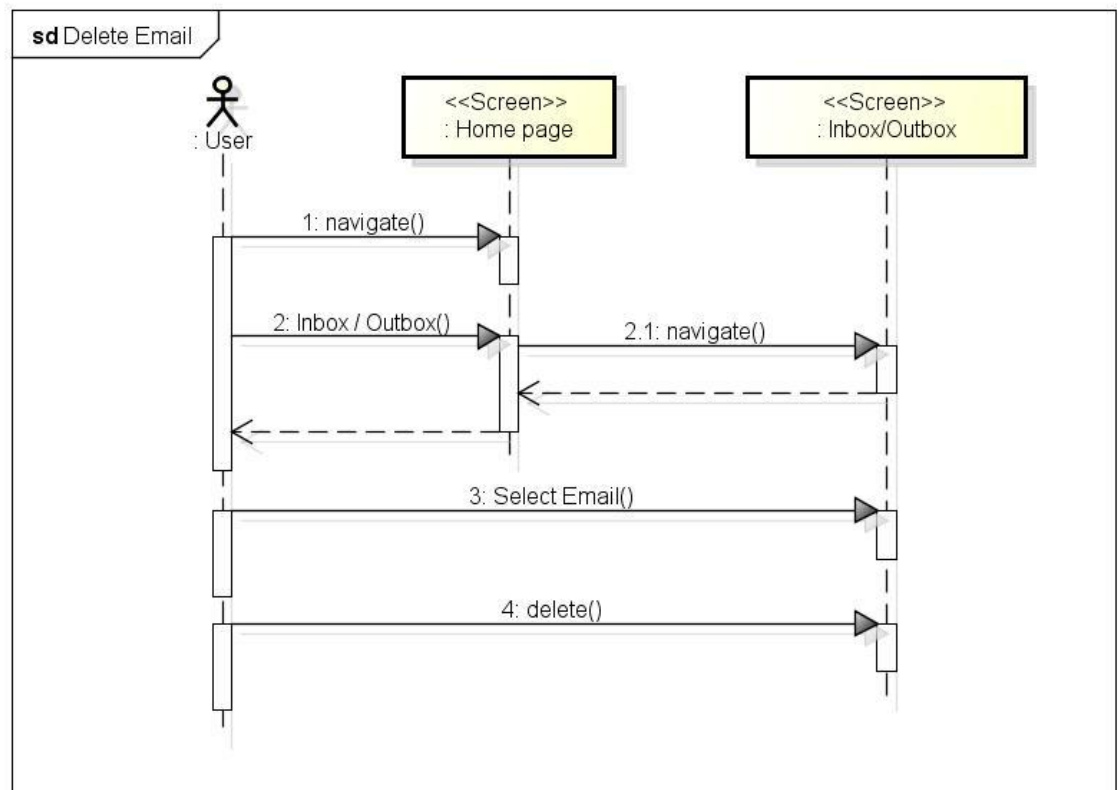 sd Delete Email
: User
<<Screen>>
: Home page
<<Screen>>
: Inbox/Outbox
1: navigate()
2: Inbox / Outbox()
2.1: navigate()
3: Select Email()
4: delete()